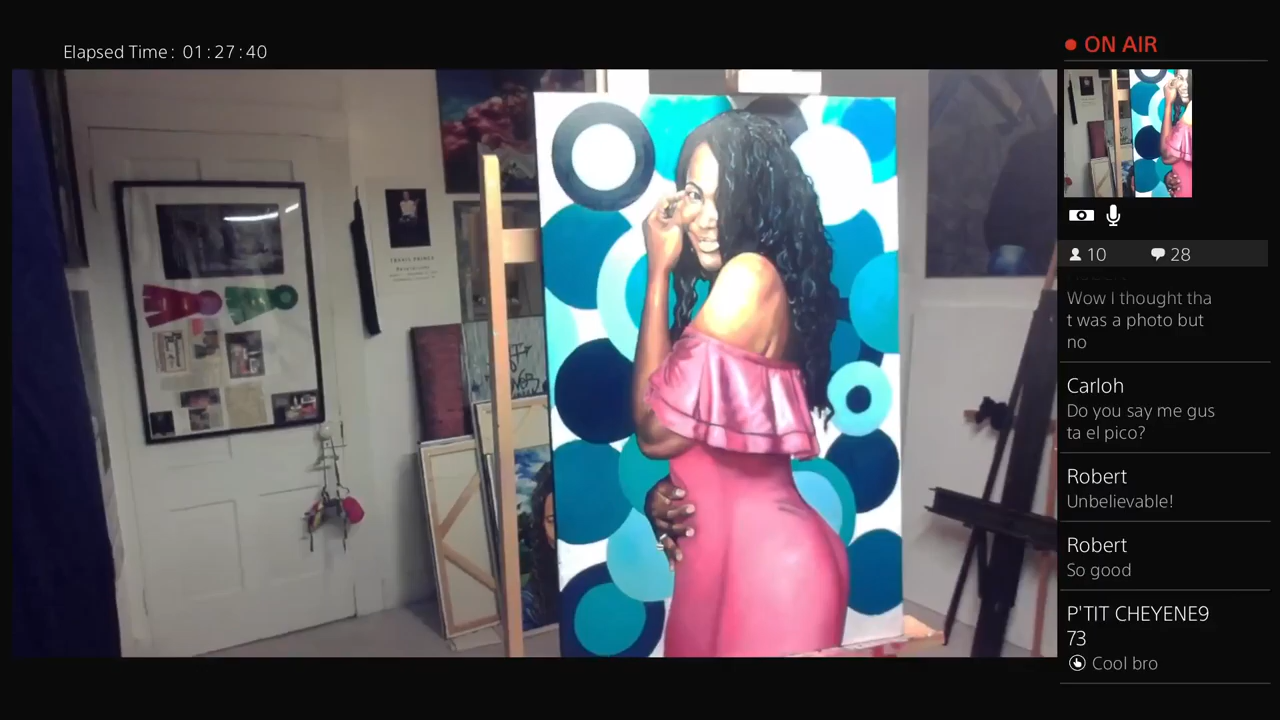 Elapsed Time: 01:27:40
ON AIR
10
28
Wow I thought tha
t was a photo but
no
Carloh
Do you say me gus
ta el pico?
Robert
Unbelievable!
Robert
So good
P'TIT CHEYENE9
73
Cool bro